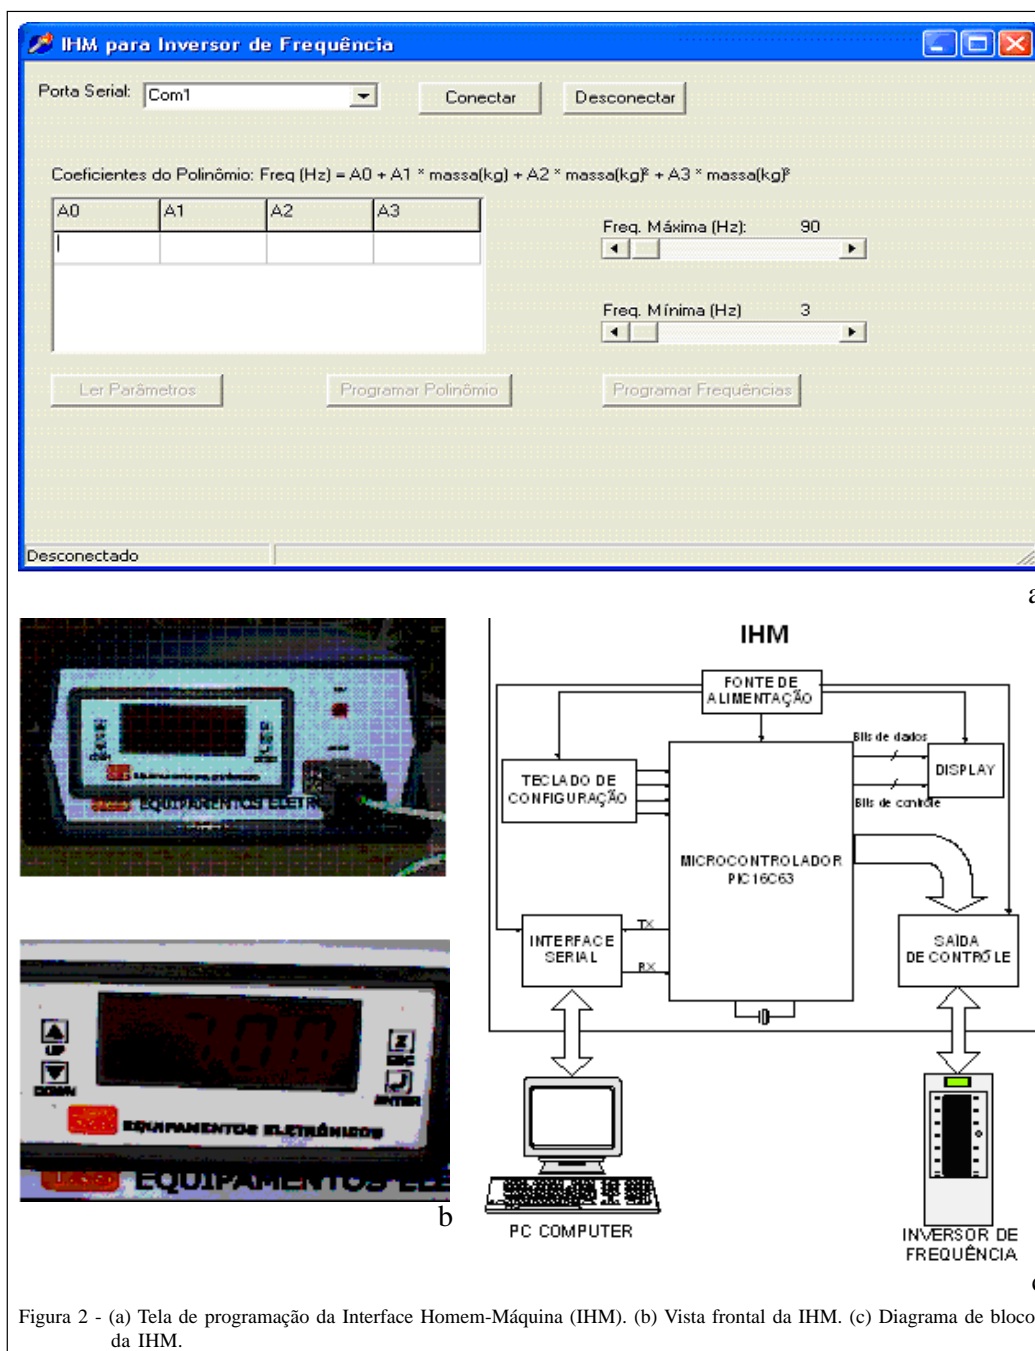 IHM para Inversor de Frequência
Porta Serial: Com1 Conectar Desconectar
Coeficientes do Polinômio: Freq (Hz) = A0 + A1 * massa(kg) + A2 * massa(kg)² + A3 * massa(kg)³
A0 A1 A2 A3
Freq. Máxima (Hz): 90
Freq. Mínima (Hz) 3
Ler Parâmetros Programar Polinômio Programar Frequências
Desconectado
a
EQUIPAMENTOS ELETR
UP
DOWN
ESC
ENTER
EQUIPAMENTOS ELETRÔNICOS
EQUIPAMENTOS ELE
b
IHM
FONTE DE
ALIMENTAÇÃO
TECLADO DE
CONFIGURAÇÃO
Bits de dados
DISPLAY
Bits de contrôle
MICROCONTROLADOR
PIC16C63
INTERFACE
SERIAL
TX
RX
SAÍDA
DE CONTRÔLE
PC COMPUTER
INVERSOR DE
FREQUÊNCIA
Figura 2 - (a) Tela de programação da Interface Homem-Máquina (IHM). (b) Vista frontal da IHM. (c) Diagrama de bloco
da IHM.